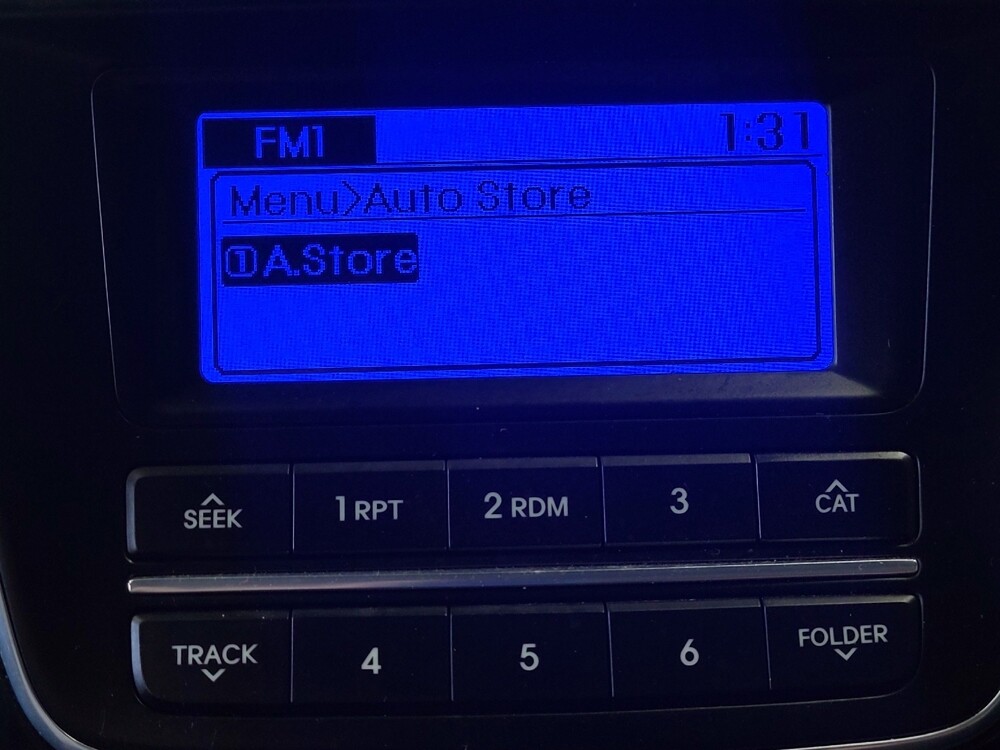 FM1 1:31
Menu>Auto Store
①A.Store
SEEK 1 RPT 2 RDM 3 CAT
TRACK 4 5 6 FOLDER